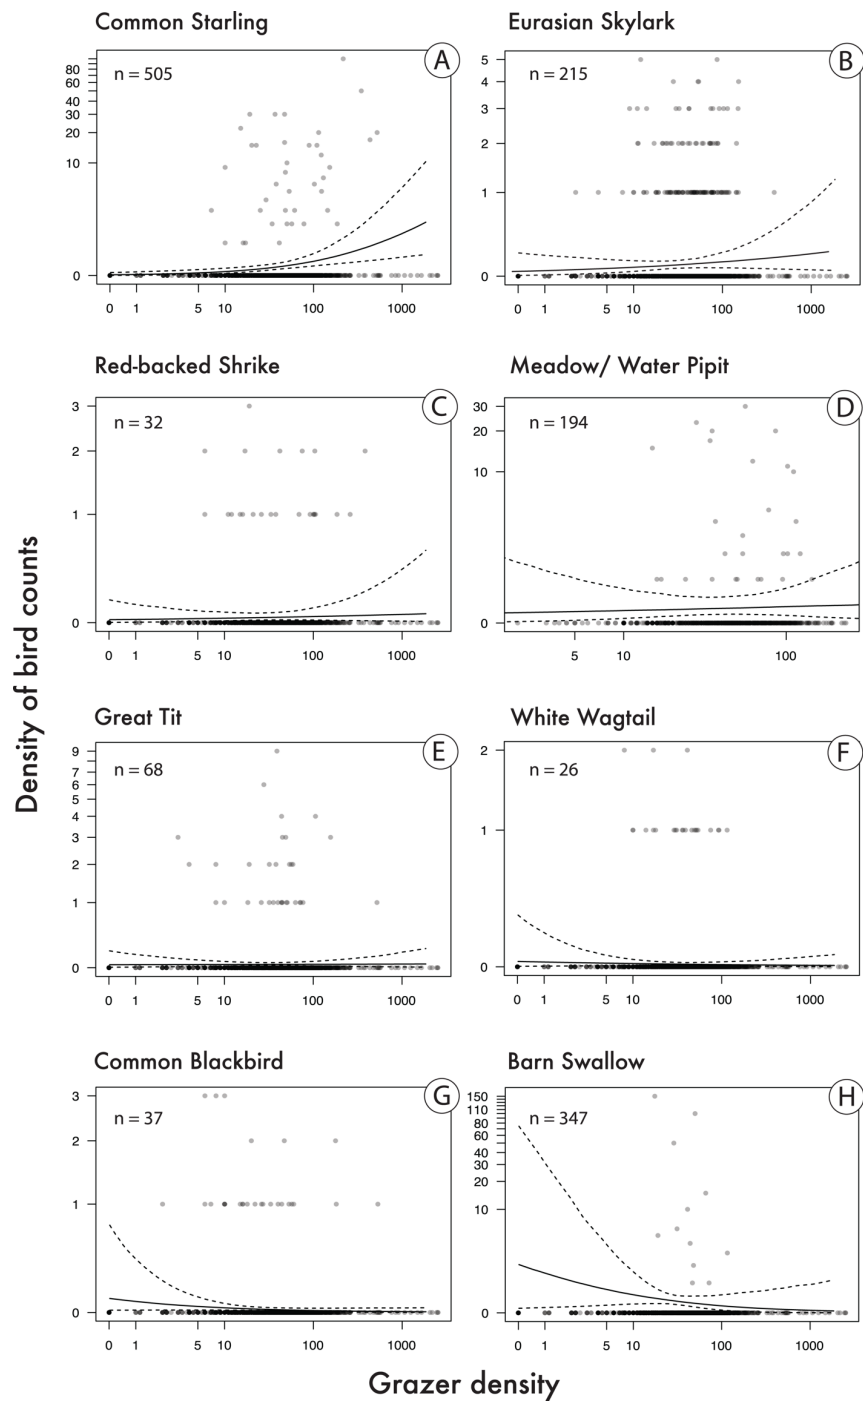 Common Starling
Eurasian Skylark
A
B
n = 505
n = 215
80
60
40
30
20
10
0
5
4
3
2
1
0
0 1 5 10 100 1000
0 1 5 10 100 1000
Red-backed Shrike
Meadow/ Water Pipit
C
D
n = 32
n = 194
3
2
1
0
30
20
10
0
0 1 5 10 100 1000
5 10 100
Density of bird counts
Great Tit
White Wagtail
E
F
n = 68
n = 26
9
7
6
5
4
3
2
1
0
2
1
0
0 1 5 10 100 1000
0 1 5 10 100 1000
Common Blackbird
Barn Swallow
G
H
n = 37
n = 347
3
2
1
0
150
110
80
60
40
30
20
10
0
0 1 5 10 100 1000
0 1 5 10 100 1000
Grazer density